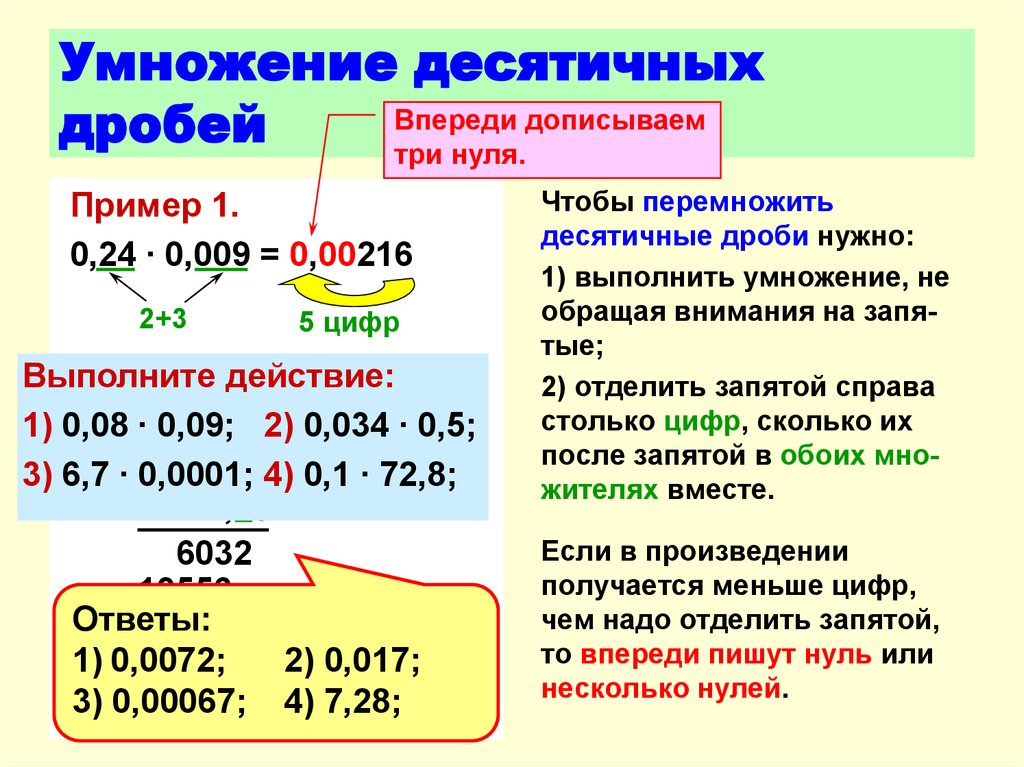 Умножение десятичных
дробей
Впереди дописываем
три нуля.
Пример 1.
0,24 · 0,009 = 0,00216
2+3
5 цифр
Выполните действие:
1) 0,08 · 0,09; 2) 0,034 · 0,5;
3) 6,7 · 0,0001; 4) 0,1 · 72,8;
6032
Ответы:
1) 0,0072; 2) 0,017;
3) 0,00067; 4) 7,28;
Чтобы перемножить
десятичные дроби нужно:
1) выполнить умножение, не
обращая внимания на запя-
тые;
2) отделить запятой справа
столько цифр, сколько их
после запятой в обоих мно-
жителях вместе.
Если в произведении
получается меньше цифр,
чем надо отделить запятой,
то впереди пишут нуль или
несколько нулей.